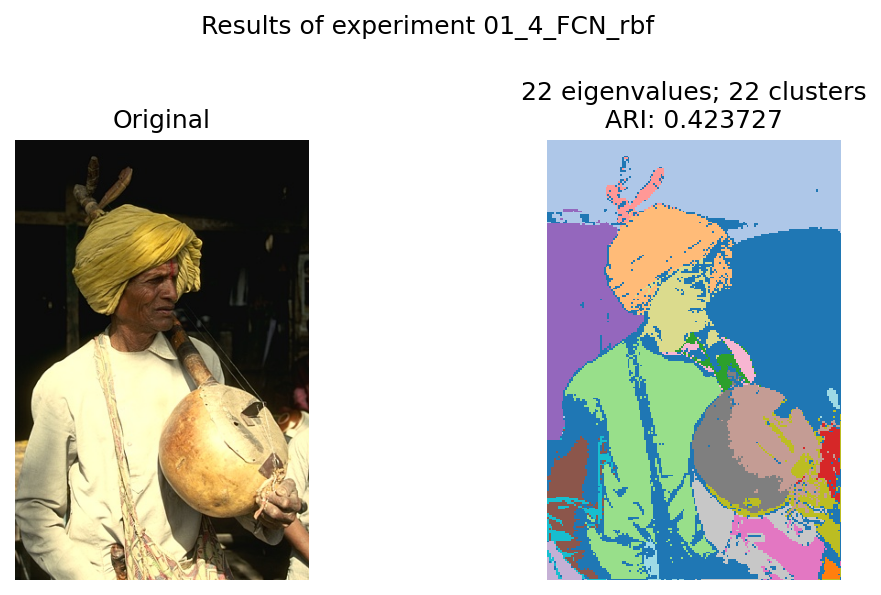 Results of experiment 01_4_FCN_rbf
Original
22 eigenvalues; 22 clusters
ARI: 0.423727